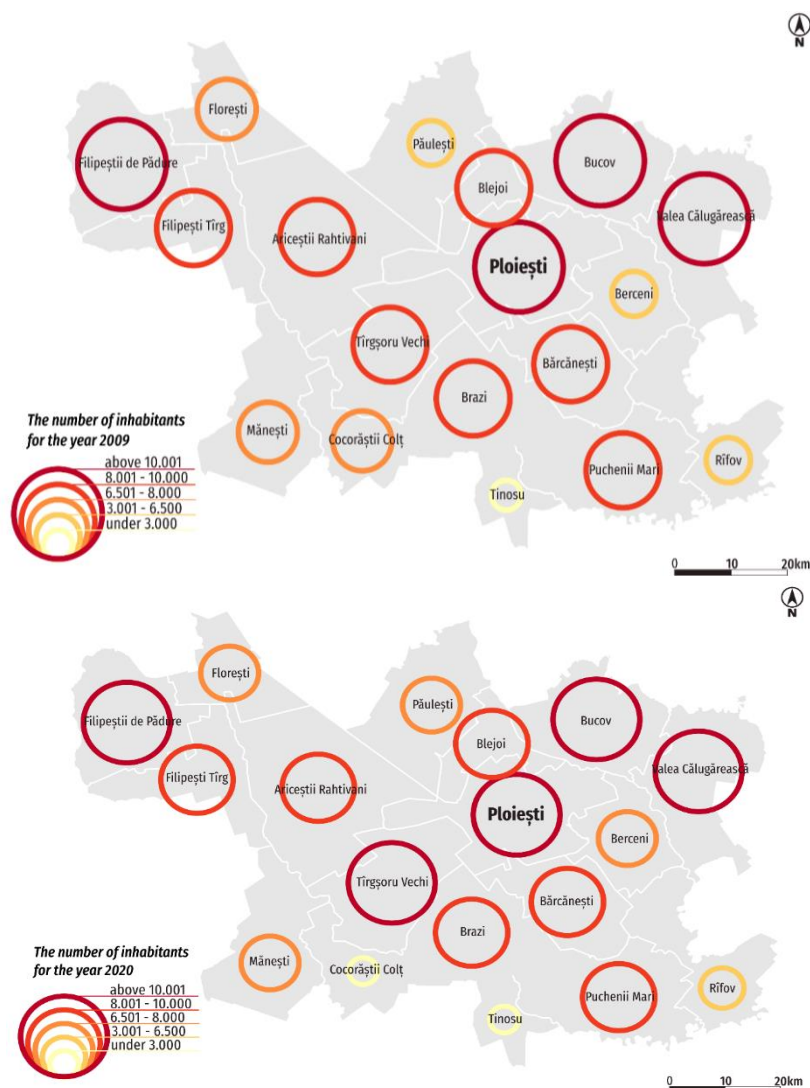 N
Florești
Filipeștii de Pădure
Păulești
Bucov
Blejoi
Valea Călugărească
Filipești Tîrg
Ariceștii Rahtivani
Ploiești
Berceni
Tîrgșoru Vechi
Bărcănești
Brazi
Mănești
Cocorăștii Colț
Puchenii Mari
Rîfov
Tinosu
The number of inhabitants
for the year 2009
above 10.001
8.001 - 10.000
6.501 - 8.000
3.001 - 6.500
under 3.000
0 10 20km
N
Florești
Păulești
Filipeștii de Pădure
Bucov
Blejoi
Valea Călugărească
Filipești Tîrg
Ariceștii Rahtivani
Ploiești
Berceni
Tîrgșoru Vechi
Bărcănești
Brazi
Mănești
Cocorăștii Colț
Rîfov
Puchenii Mari
Tinosu
The number of inhabitants
for the year 2020
above 10.001
8.001 - 10.000
6.501 - 8.000
3.001 - 6.500
under 3.000
0 10 20km